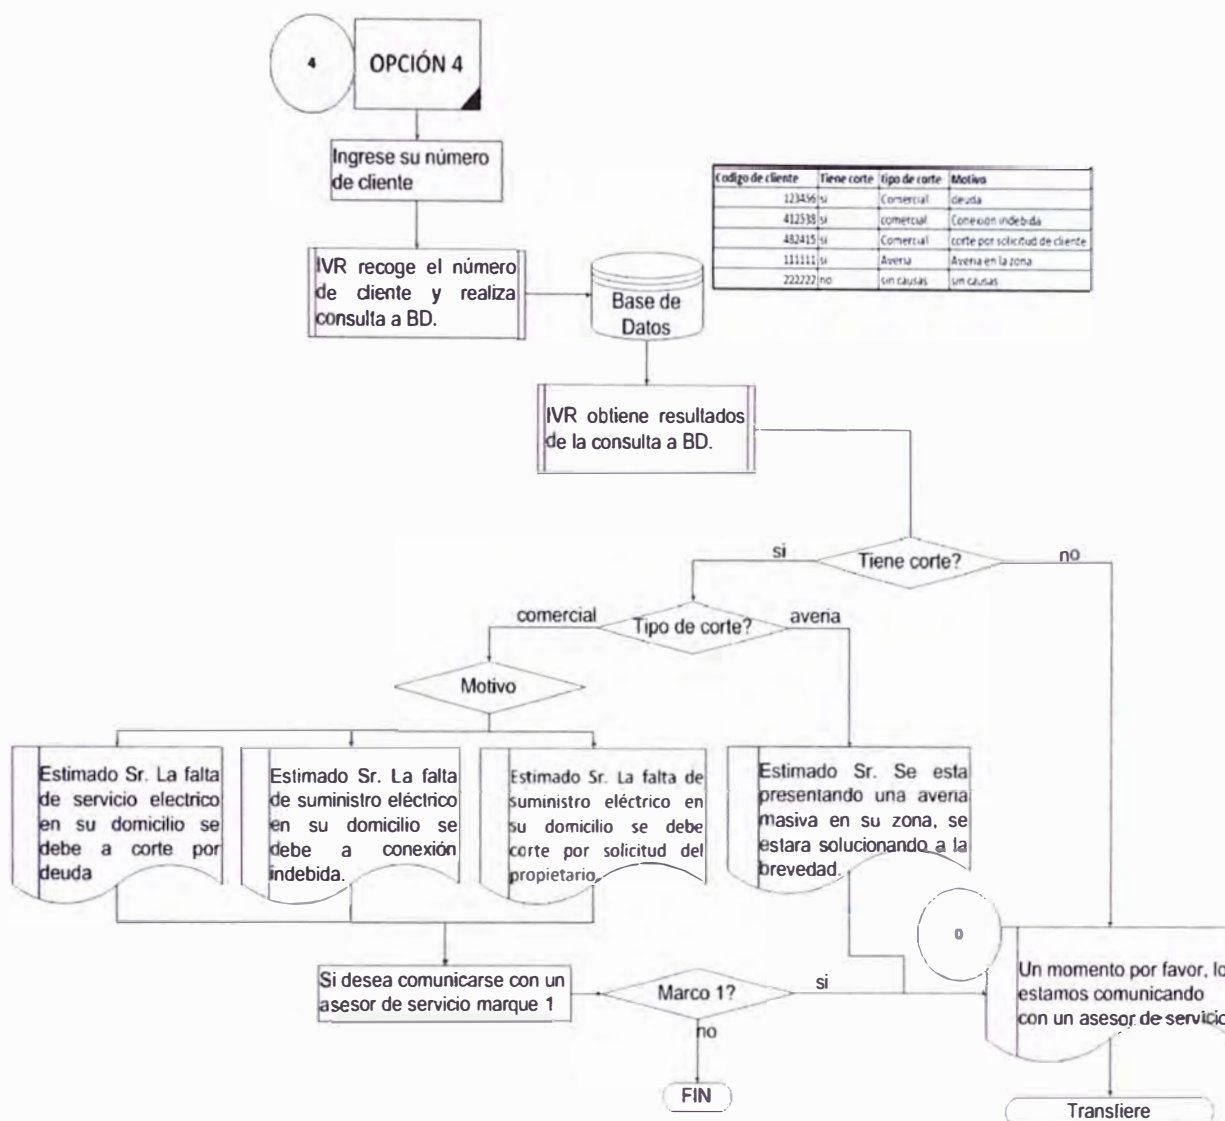 4
OPCIÓN 4
Ingrese su número
de cliente
Codigo de cliente Tiene corte tipo de corte Motivo
123456 si Comercial deuda
412538 si comercial Conexion indebida
482415 si Comercial corte por solicitud de cliente
111111 si Averia Averia en la zona
222222 no sin causas sin causas
IVR recoge el número
de cliente y realiza
consulta a BD.
Base de
Datos
IVR obtiene resultados
de la consulta a BD.
si
Tiene corte?
no
comercial
Tipo de corte?
averia
Motivo
Estimado Sr. La falta
de servicio electrico
en su domicilio se
debe a corte por
deuda
Estimado Sr. La falta
de suministro eléctrico
en su domicilio se
debe a conexión
indebida.
Estimado Sr. La falta de
suministro eléctrico en
su domicilio se debe
corte por solicitud del
propietario.
Estimado Sr. Se esta
presentando una averia
masiva en su zona, se
estara solucionando a la
brevedad.
0
Un momento por favor, lo
estamos comunicando
con un asesor de servicio
Si desea comunicarse con un
asesor de servicio marque 1
Marco 1?
si
no
FIN
Transfiere